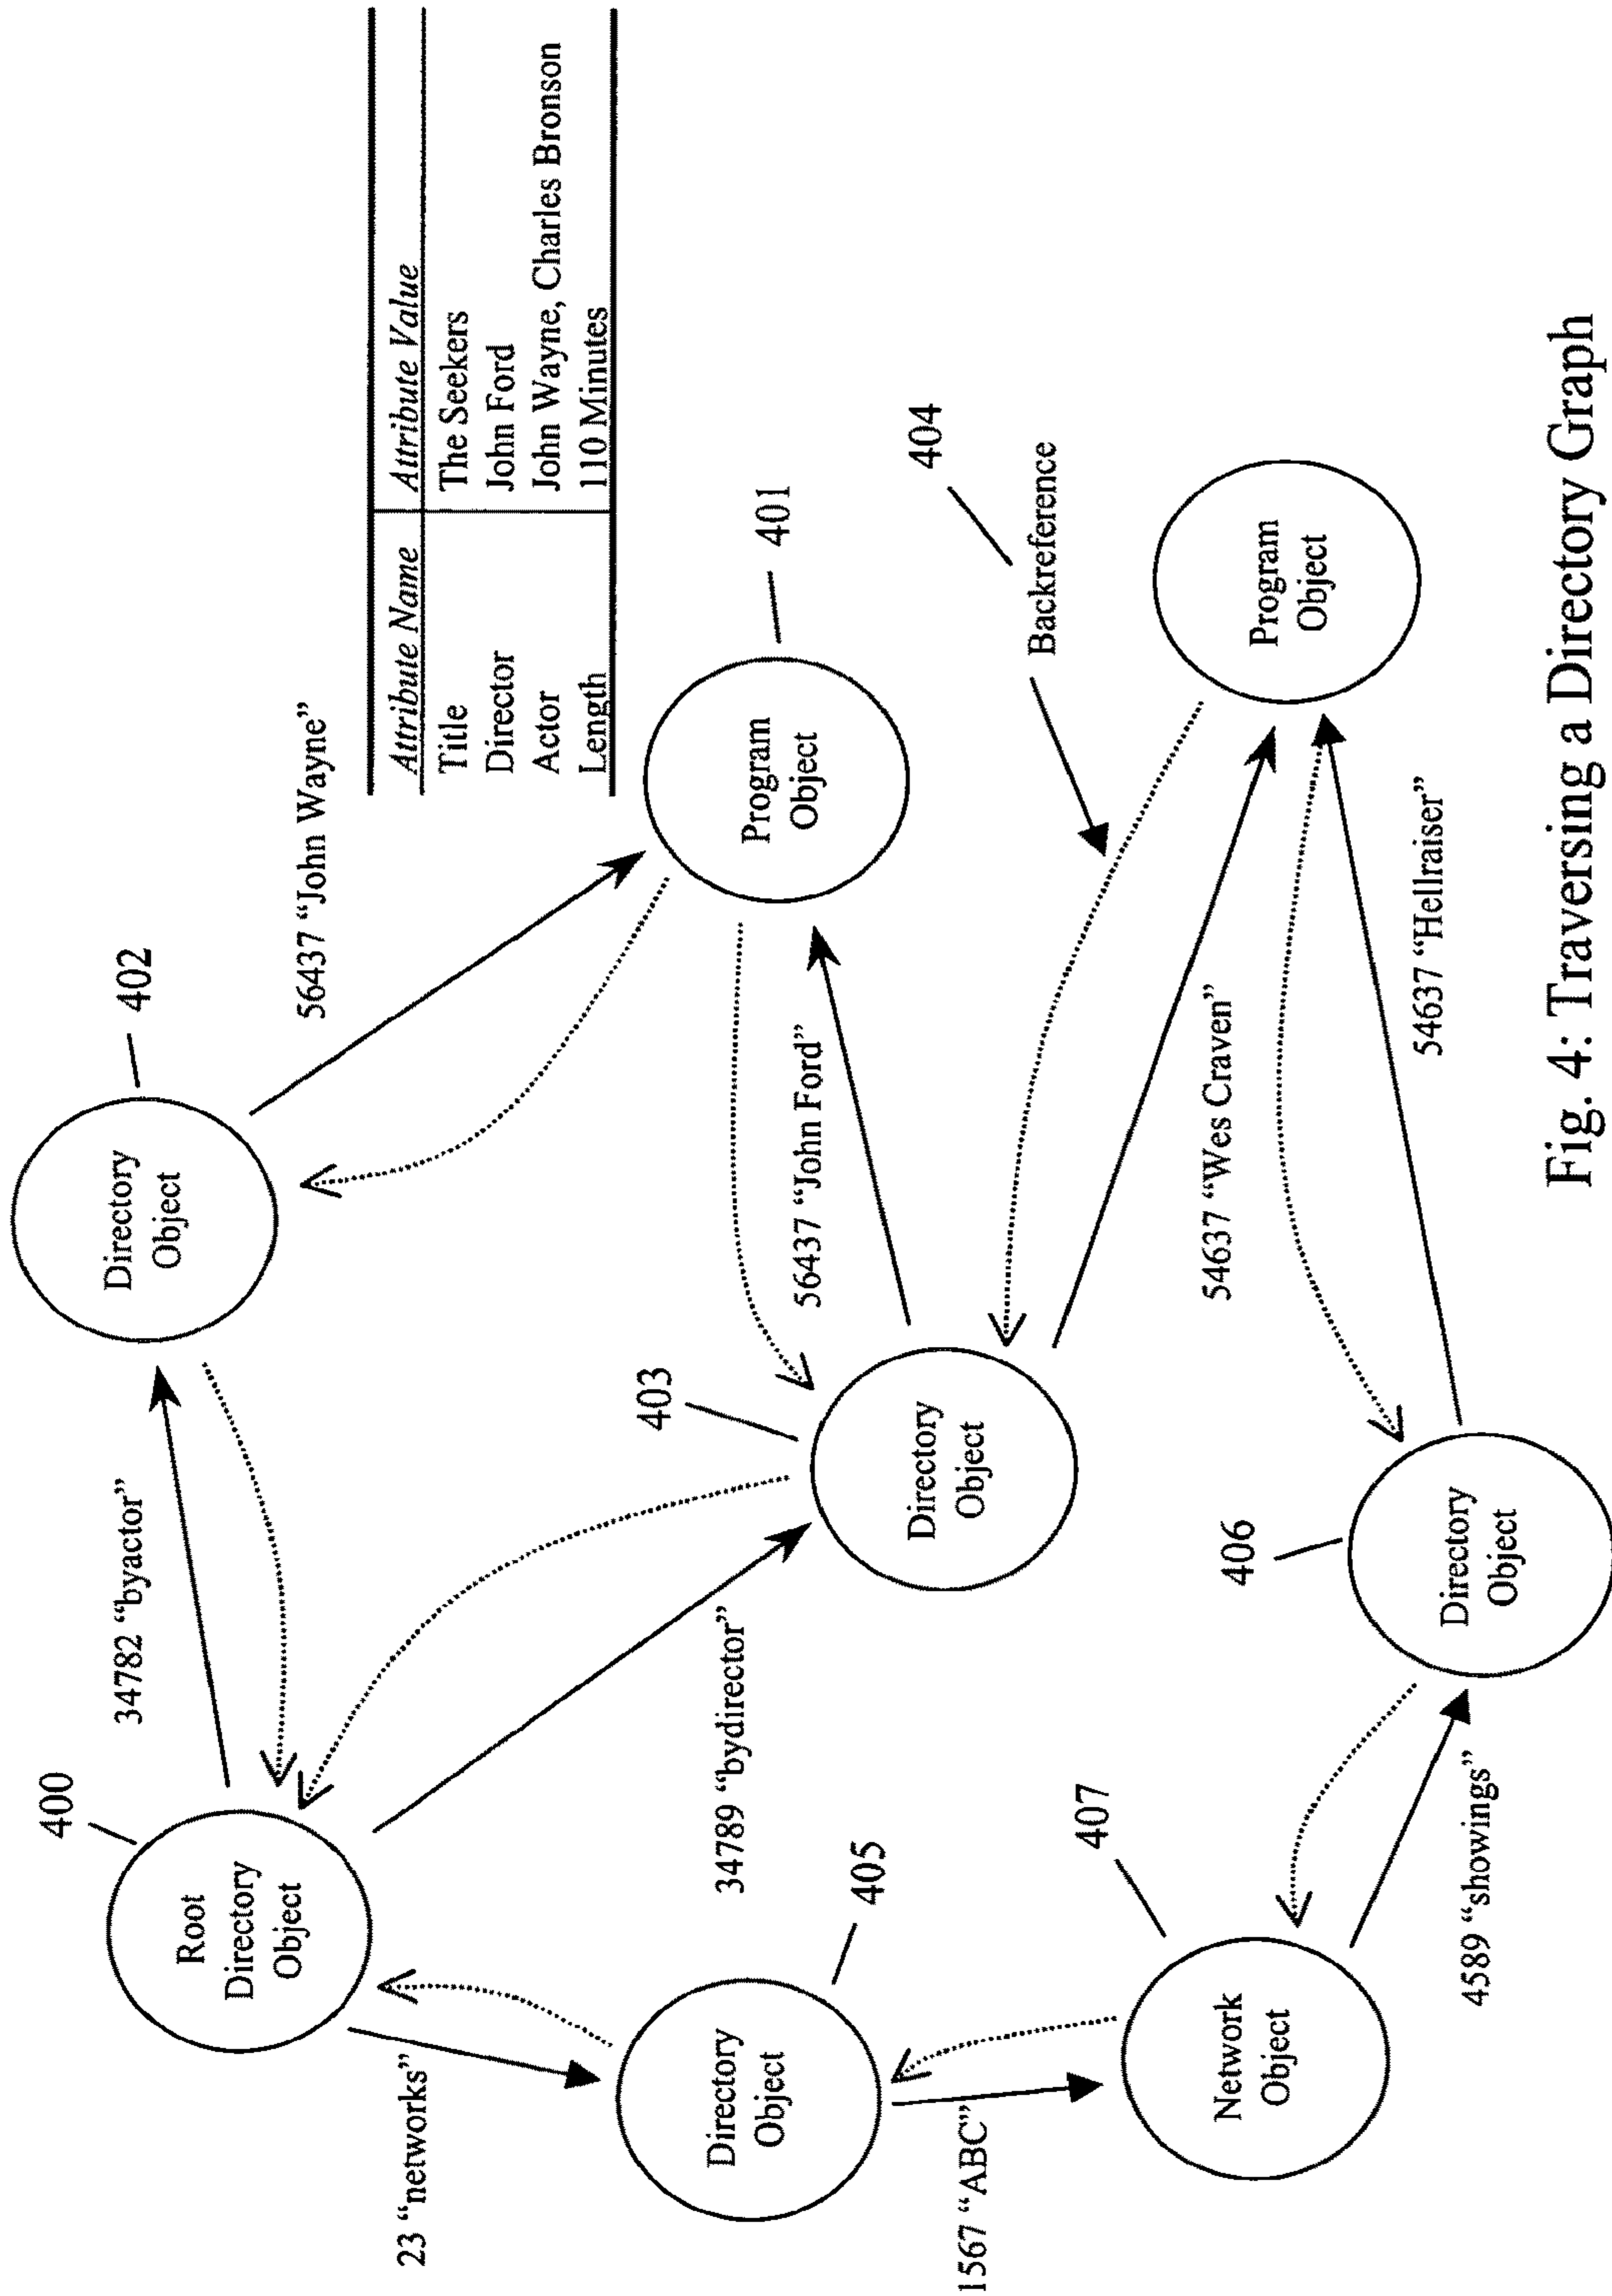 400
Root
Directory
Object
34782 “byactor”
402
Directory
Object
56437 “John Wayne”
Attribute Name Attribute Value
Title The Seekers
Director John Ford
Actor John Wayne, Charles Bronson
Length 110 Minutes
23 “networks”
34789 “bydirector”
403
Directory
Object
56437 “John Ford”
Program
Object
401
405
Directory
Object
404
Backreference
1567 “ABC”
407
Network
Object
54637 “Wes Craven”
Program
Object
406
Directory
Object
4589 “showings”
54637 “Hellraiser”
Fig. 4: Traversing a Directory Graph